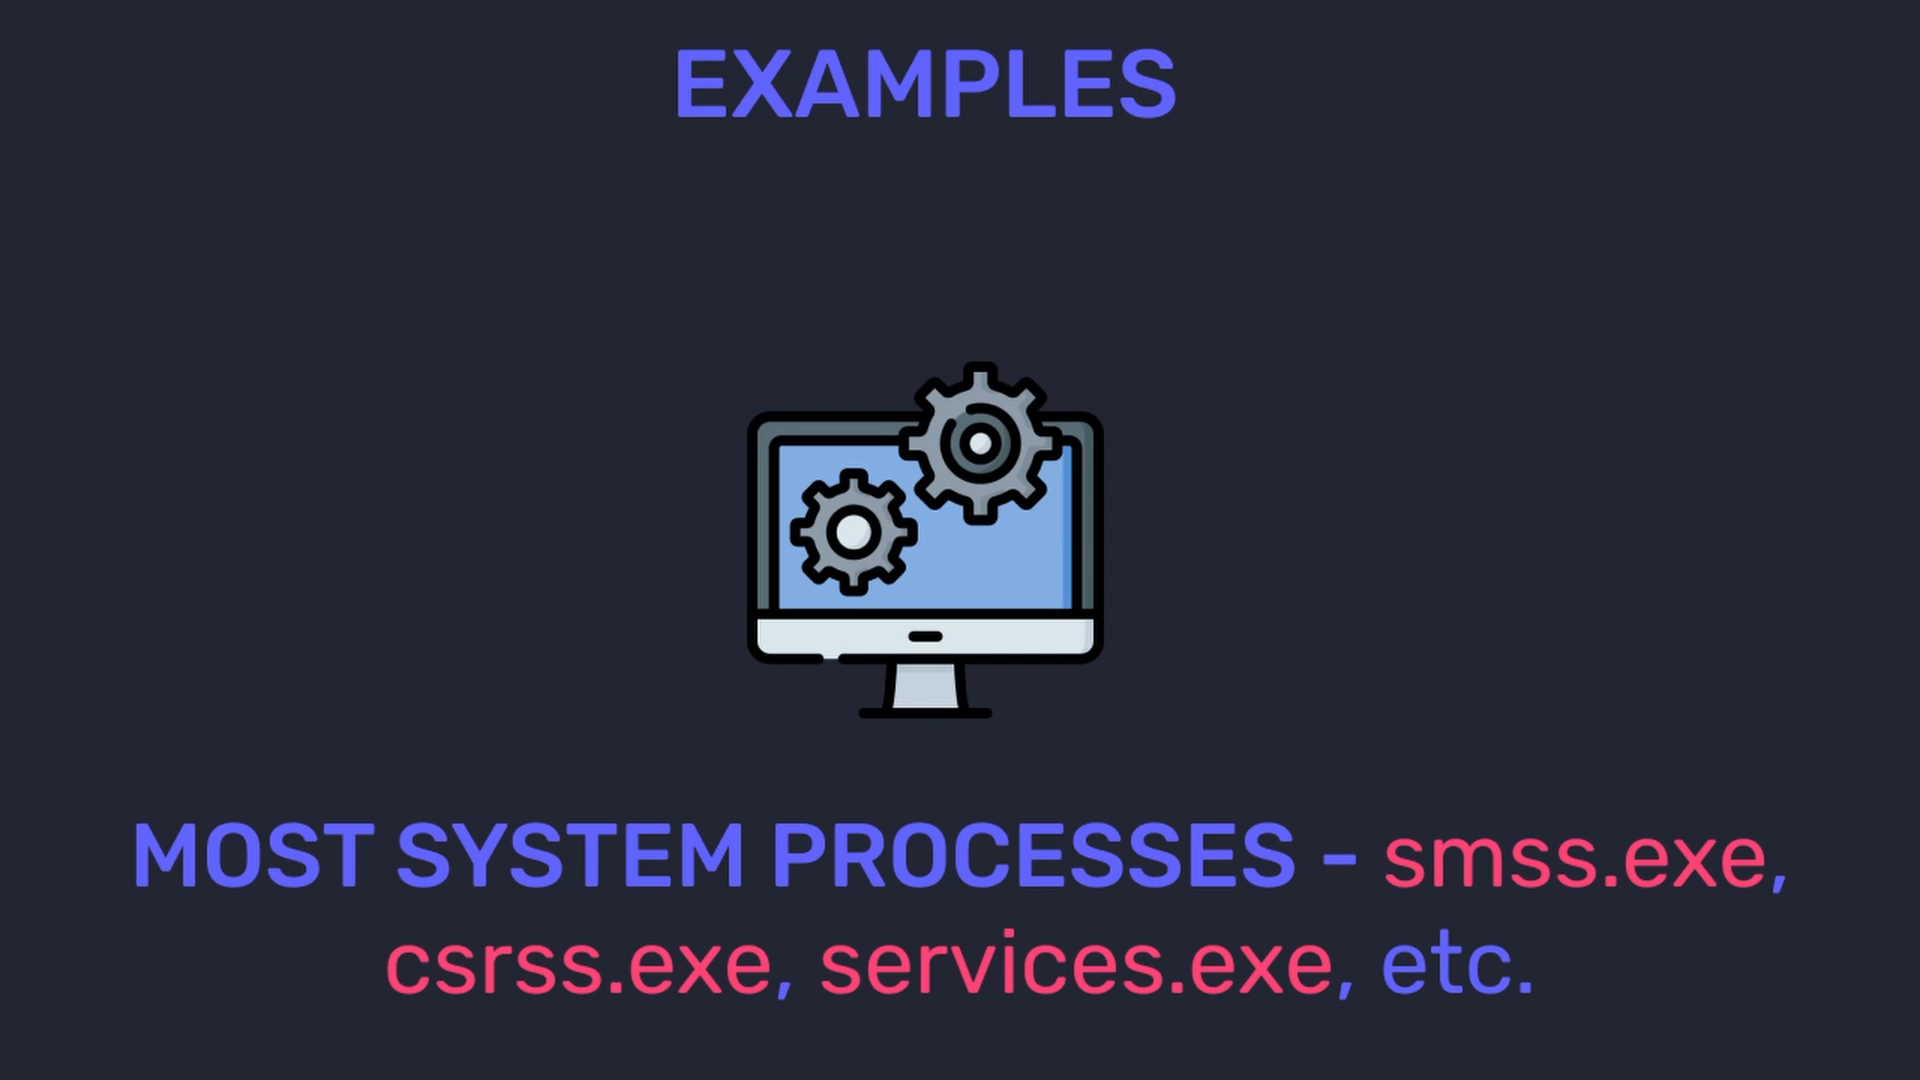 EXAMPLES
MOST SYSTEM PROCESSES - smss.exe,
csrss.exe, services.exe, etc.